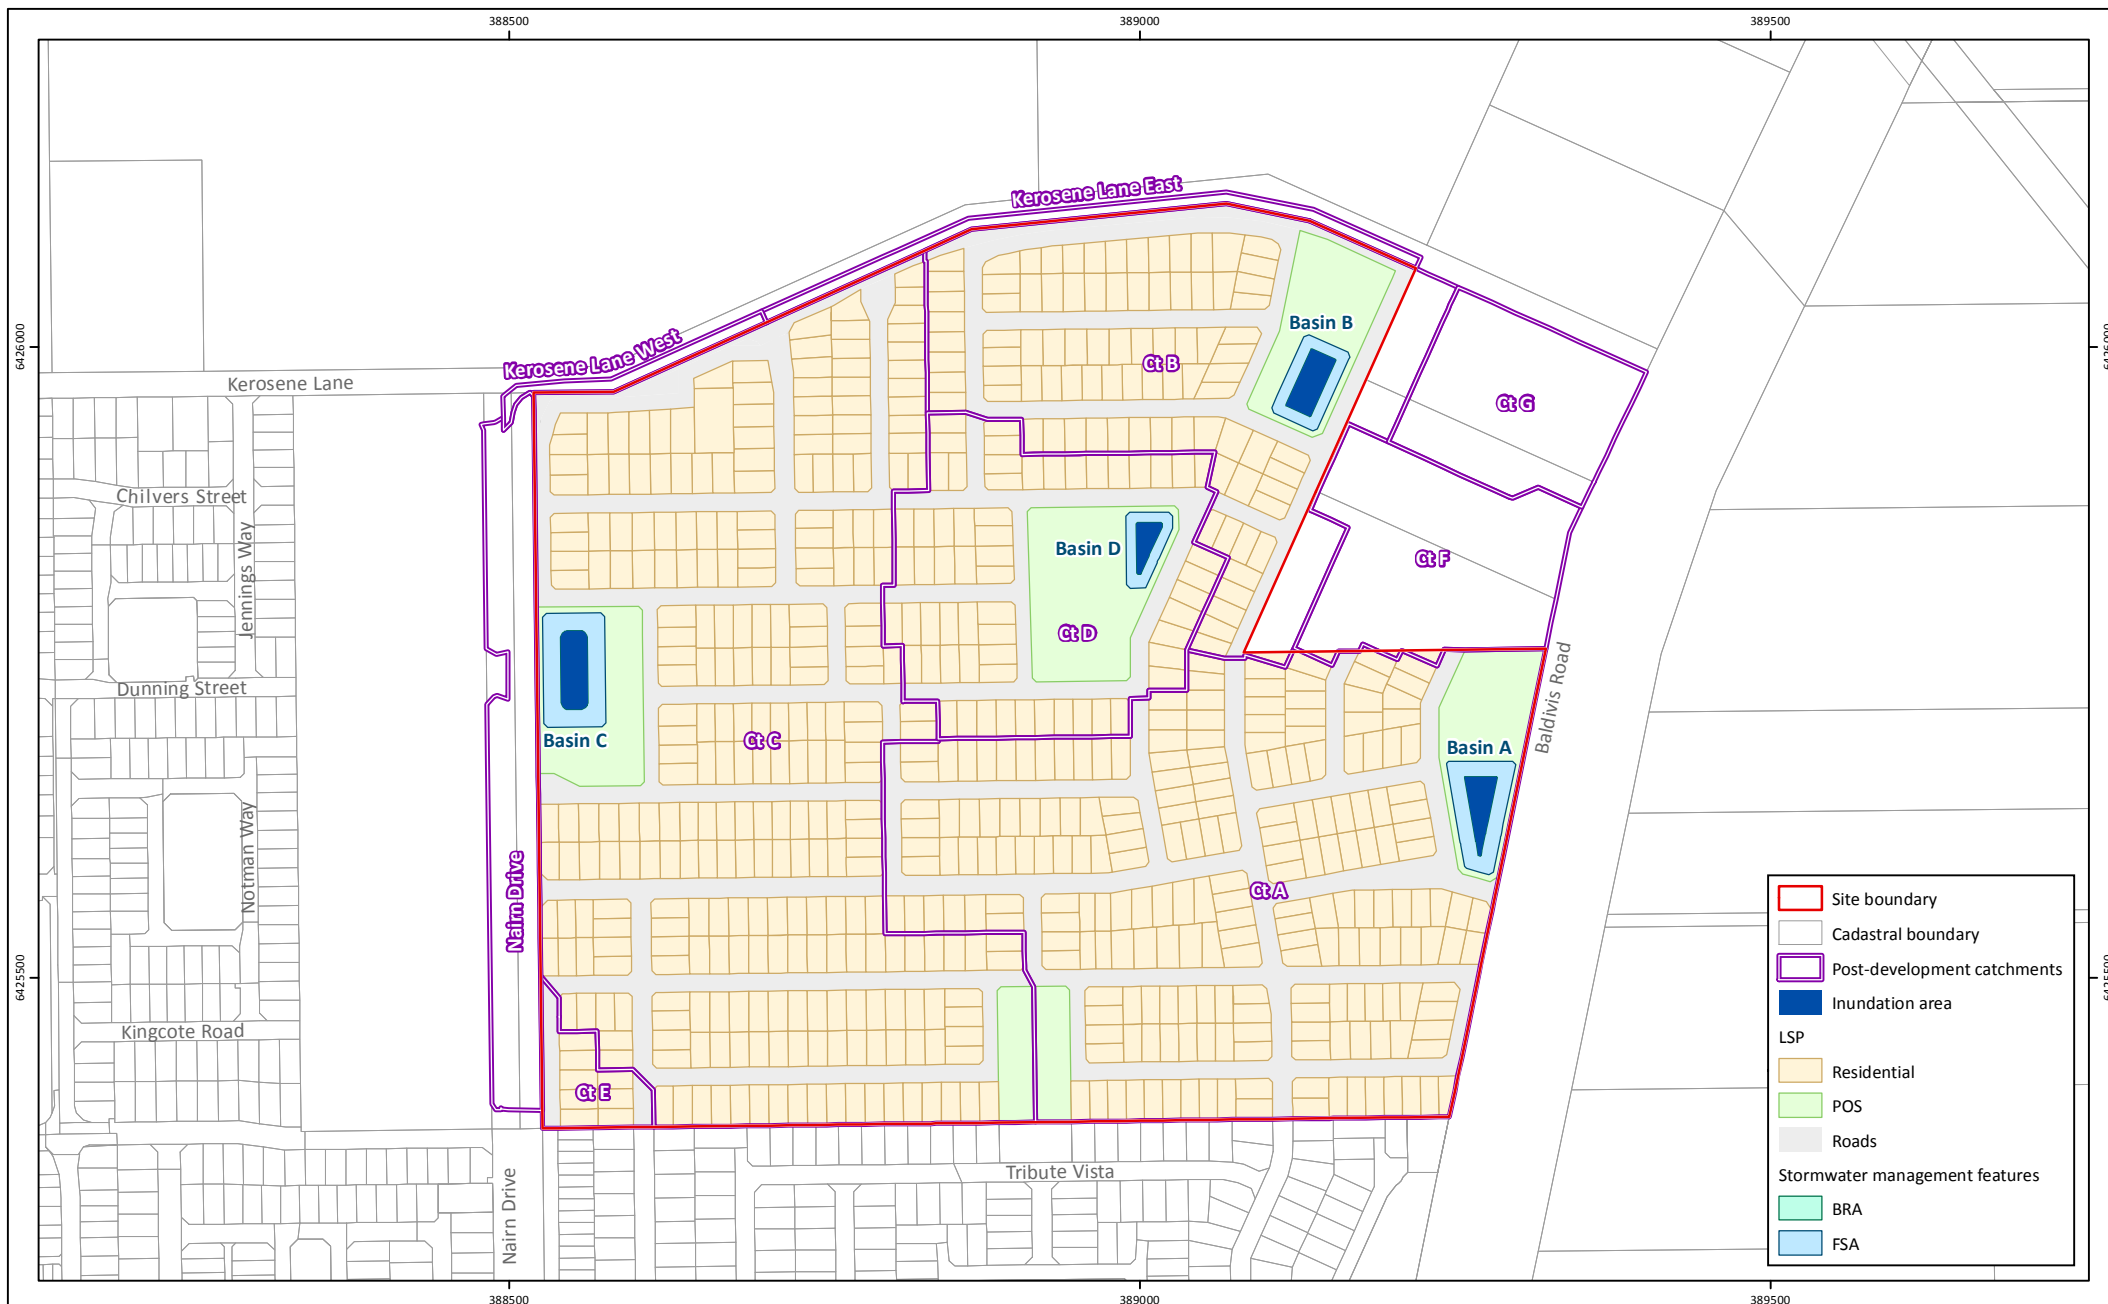 388500
389000
389500
Kerosene Lane East
Basin B
6426000
6426000
Kerosene Lane West
Kerosene Lane
Ct B
Ct G
Chilvers Street
Jennings Way
Basin D
Ct F
Ct D
Dunning Street
Baldivis Road
Basin C
Ct C
Basin A
Notman Way
Nairn Drive
Ct A
Site boundary
Cadastral boundary
Post-development catchments
Inundation area
LSP
Residential
POS
Roads
Stormwater management features
BRA
FSA
6425500
6425500
Kingcote Road
Ct E
Tribute Vista
Nairn Drive
388500
389000
389500